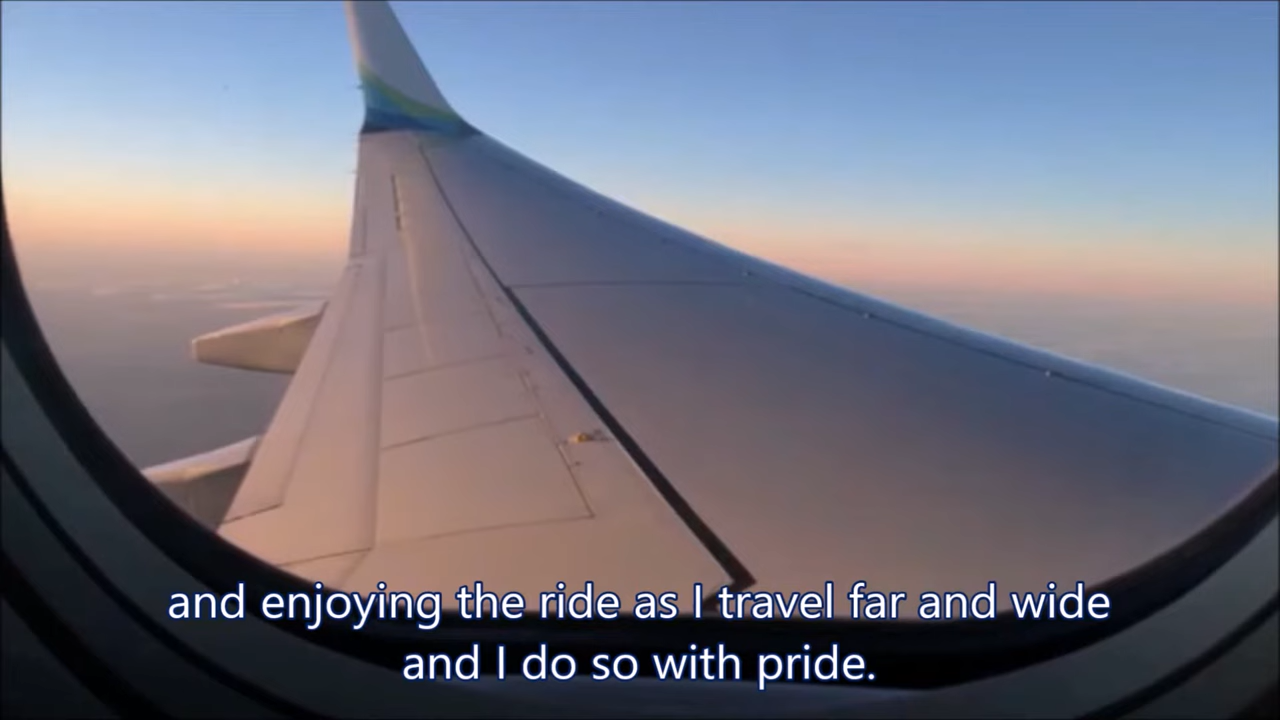 and enjoying the ride as I travel far and wide
and I do so with pride.